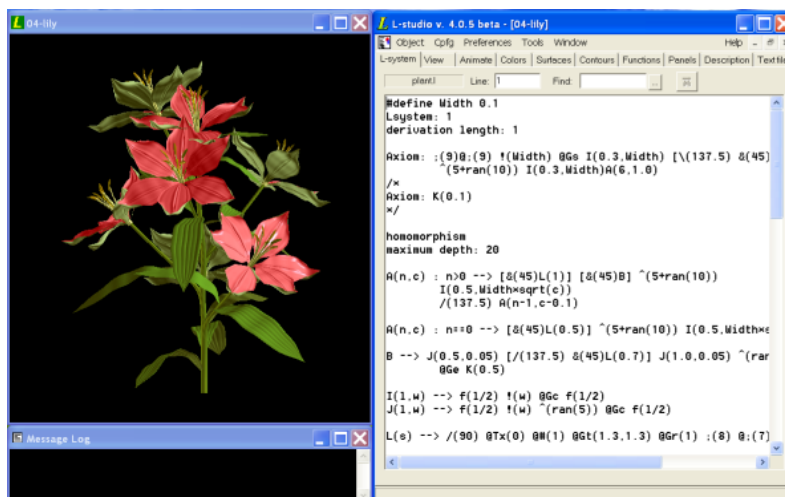 04-lily
L-studio v. 4.0.5 beta - [04-lily]
Object Cpfg Preferences Tools Window Help
L-system View Animate Colors Surfaces Contours Functions Panels Description Text file
plant.l Line: 1 Find: ...
#define Width 0.1
Lsystem: 1
derivation length: 1
Axiom: ;(9)@;(9) !(Width) @Gs I(0.3,Width) [\(137.5) &(45)
^(5+ran(10)) I(0.3,Width)A(6,1.0)
/*
Axiom: K(0.1)
*/
homomorphism
maximum depth: 20
A(n,c) : n>0 --> [&(45)L(1)] [&(45)B] ^(5+ran(10))
I(0.5,Width*sqrt(c))
/(137.5) A(n-1,c-0.1)
A(n,c) : n==0 --> [&(45)L(0.5)] ^(5+ran(10)) I(0.5,Width*s
B --> J(0.5,0.05) [/(137.5) &(45)L(0.7)] J(1.0,0.05) ^(ran
@Ge K(0.5)
I(l,w) --> f(l/2) !(w) @Gc f(l/2)
J(l,w) --> f(l/2) !(w) ^(ran(5)) @Gc f(l/2)
L(s) --> /(90) @Tx(0) @#(1) @Gt(1.3,1.3) @Gr(1) ;(8) @;(7)
Message Log